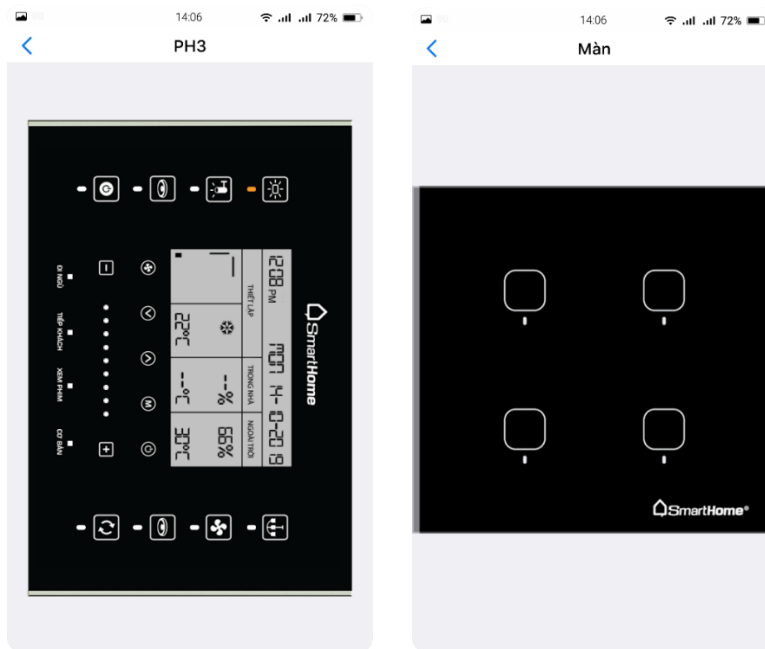 14:06
72%
PH3
SmartHome
12:08 PM MON 14-10-2019
THIẾT LẬP
TRONG NHÀ
NGOÀI TRỜI
--%
66%
22°C
--°C
30°C
M
ĐI NGỦ
TIẾP KHÁCH
XEM PHIM
CƠ BẢN
14:06
72%
Màn
SmartHome®